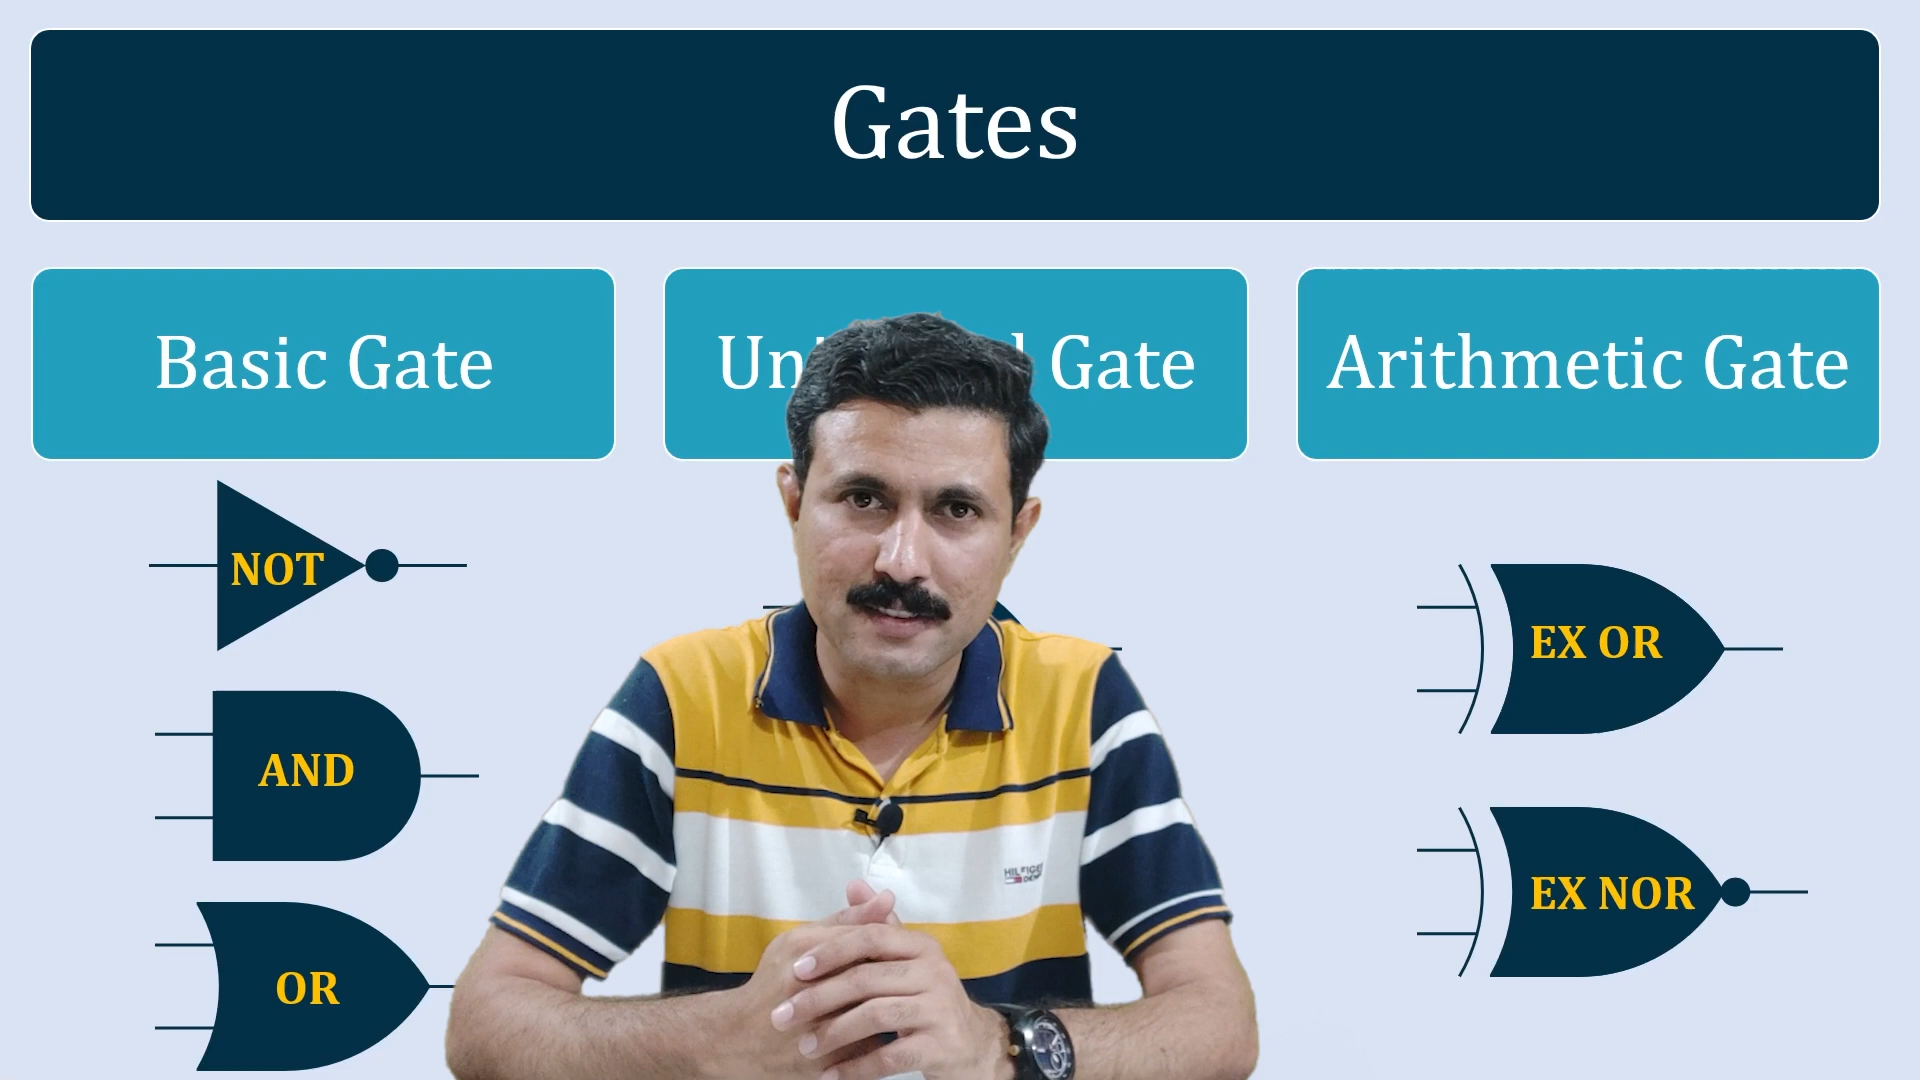 Gates
Basic Gate
Gate
Arithmetic Gate
NOT
AND
OR
EX OR
EX NOR